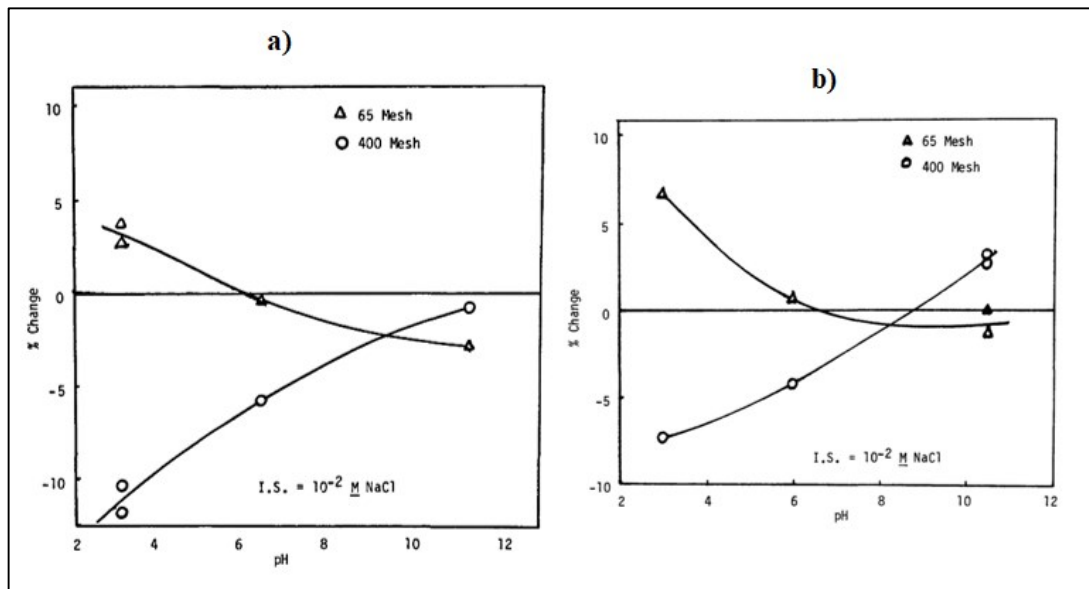 a)
10
5
0
-5
-10
% Change
△ 65 Mesh
○ 400 Mesh
I.S. = 10⁻² M NaCl
2 4 6 8 10 12
pH
b)
10
5
0
-5
-10
% Change
65 Mesh
400 Mesh
I.S. = 10⁻² M NaCl
2 4 6 8 10 12
pH